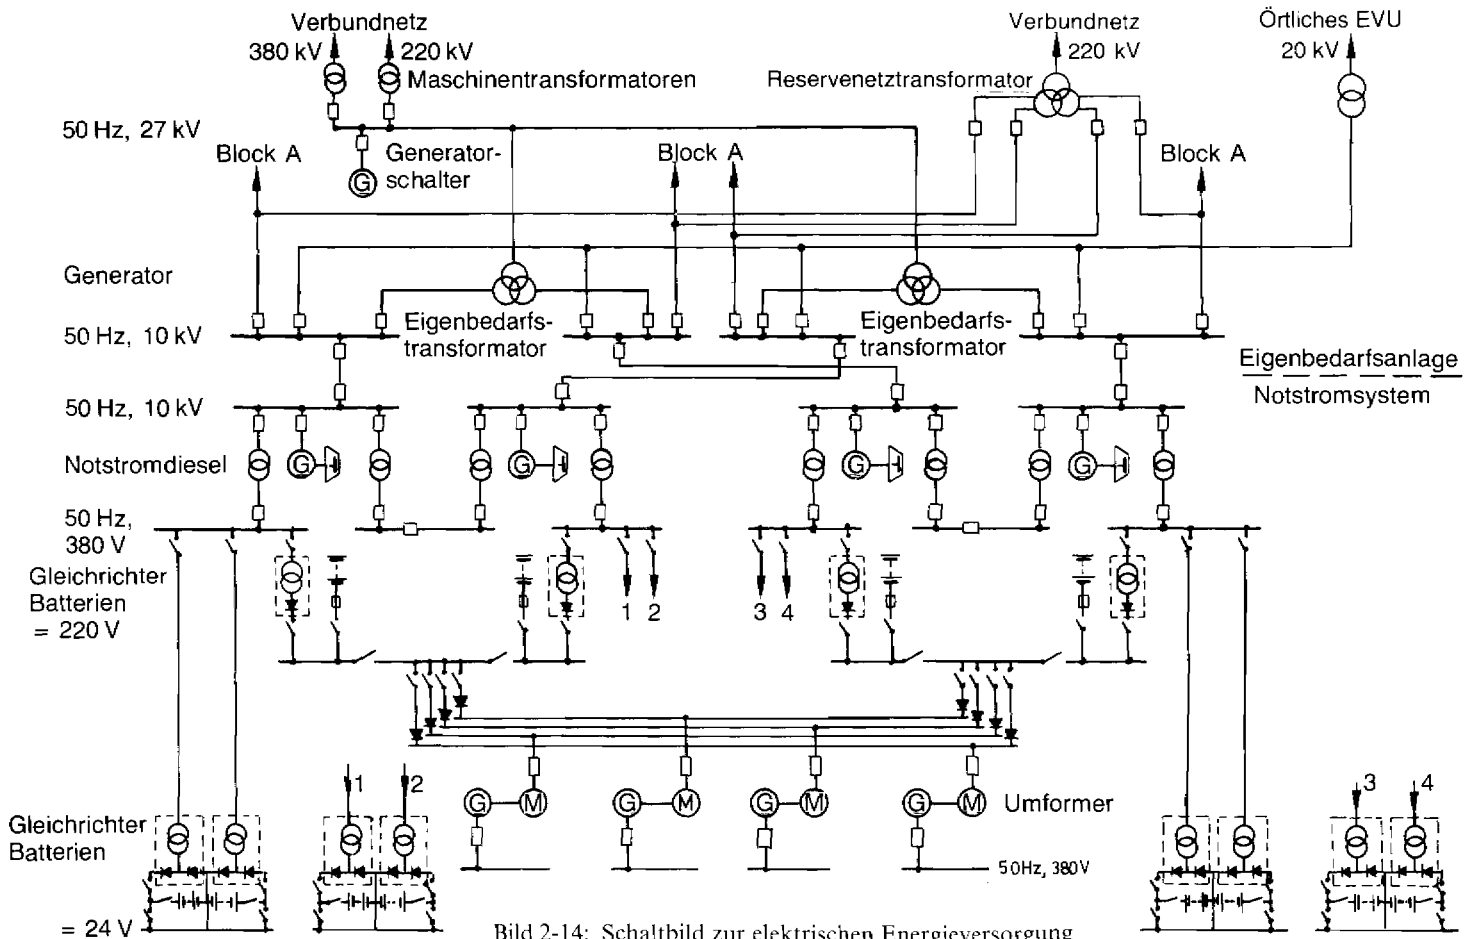 Verbundnetz
380 kV 220 kV
Maschinentransformatoren
Verbundnetz
220 kV
Reservenetztransformator
Örtliches EVU
20 kV
50 Hz, 27 kV
Block A
Generator-
schalter
G
Block A
Block A
Generator
Eigenbedarfs-
transformator
Eigenbedarfs-
transformator
50 Hz, 10 kV
Eigenbedarfsanlage
Notstromsystem
50 Hz, 10 kV
Notstromdiesel
G G G G
50 Hz,
380 V
Gleichrichter
Batterien
= 220 V
1 2 3 4
G M G M G M G M
Umformer
50Hz, 380V
1 2 3 4
Gleichrichter
Batterien
= 24 V
Bild 2-14: Schaltbild zur elektrischen Energieversorgung